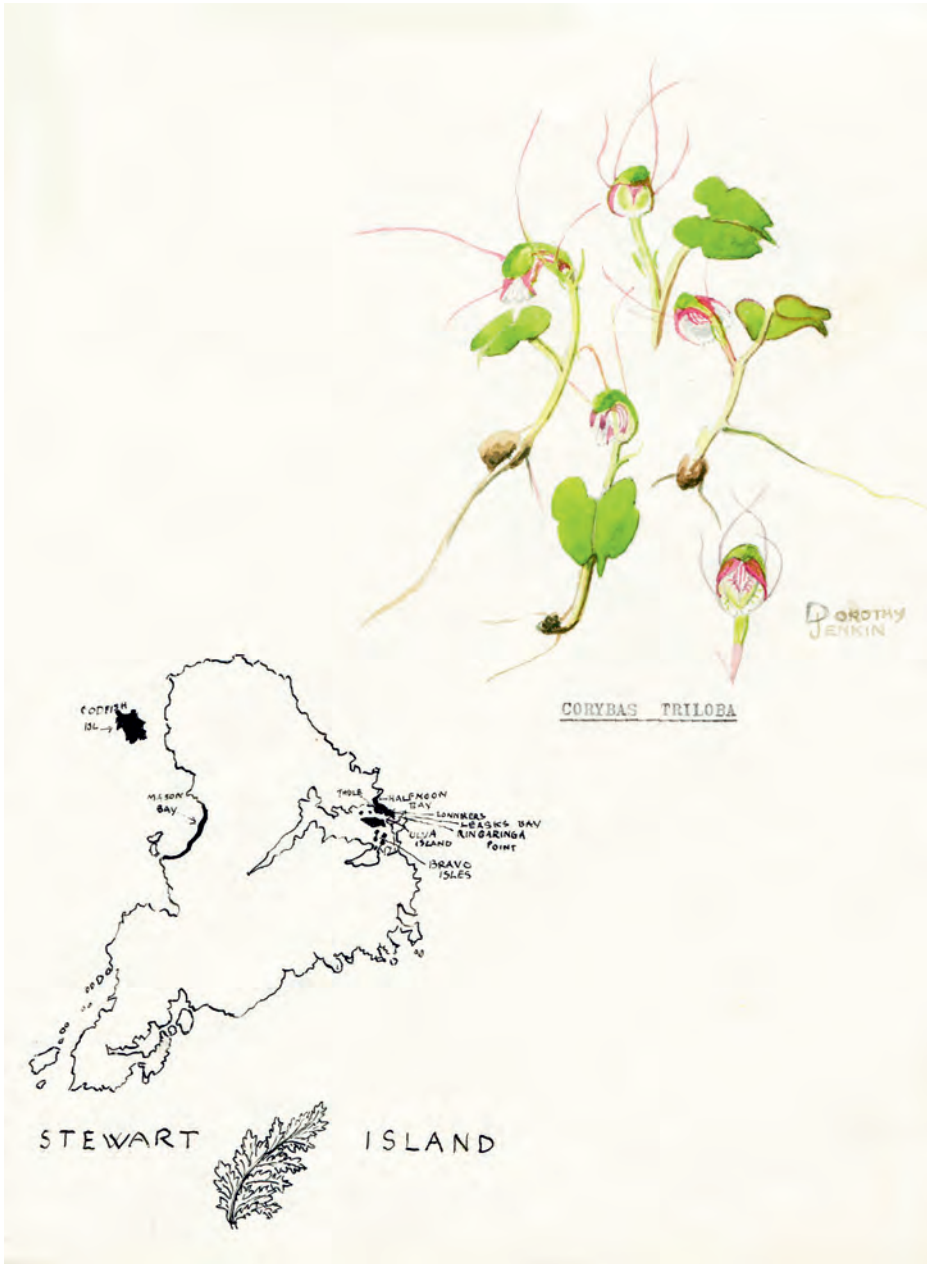 DOROTHY
JENKIN
CORYBAS TRILOBA
CODFISH
ISL
MASON
BAY
THULE
HALFMOON
BAY
LONNEKERS
LEASKS BAY
RINGARINGA
POINT
ULVA
ISLAND
BRAVO
ISLES
STEWART ISLAND